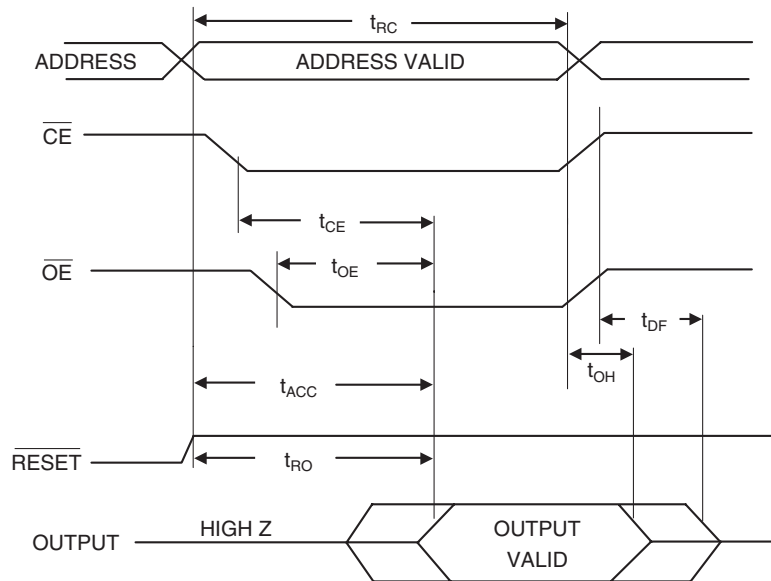 tRC
ADDRESS ADDRESS VALID
CE
tCE
tOE
OE
tDF
tOH
tACC
RESET
tRO
OUTPUT HIGH Z OUTPUT
VALID